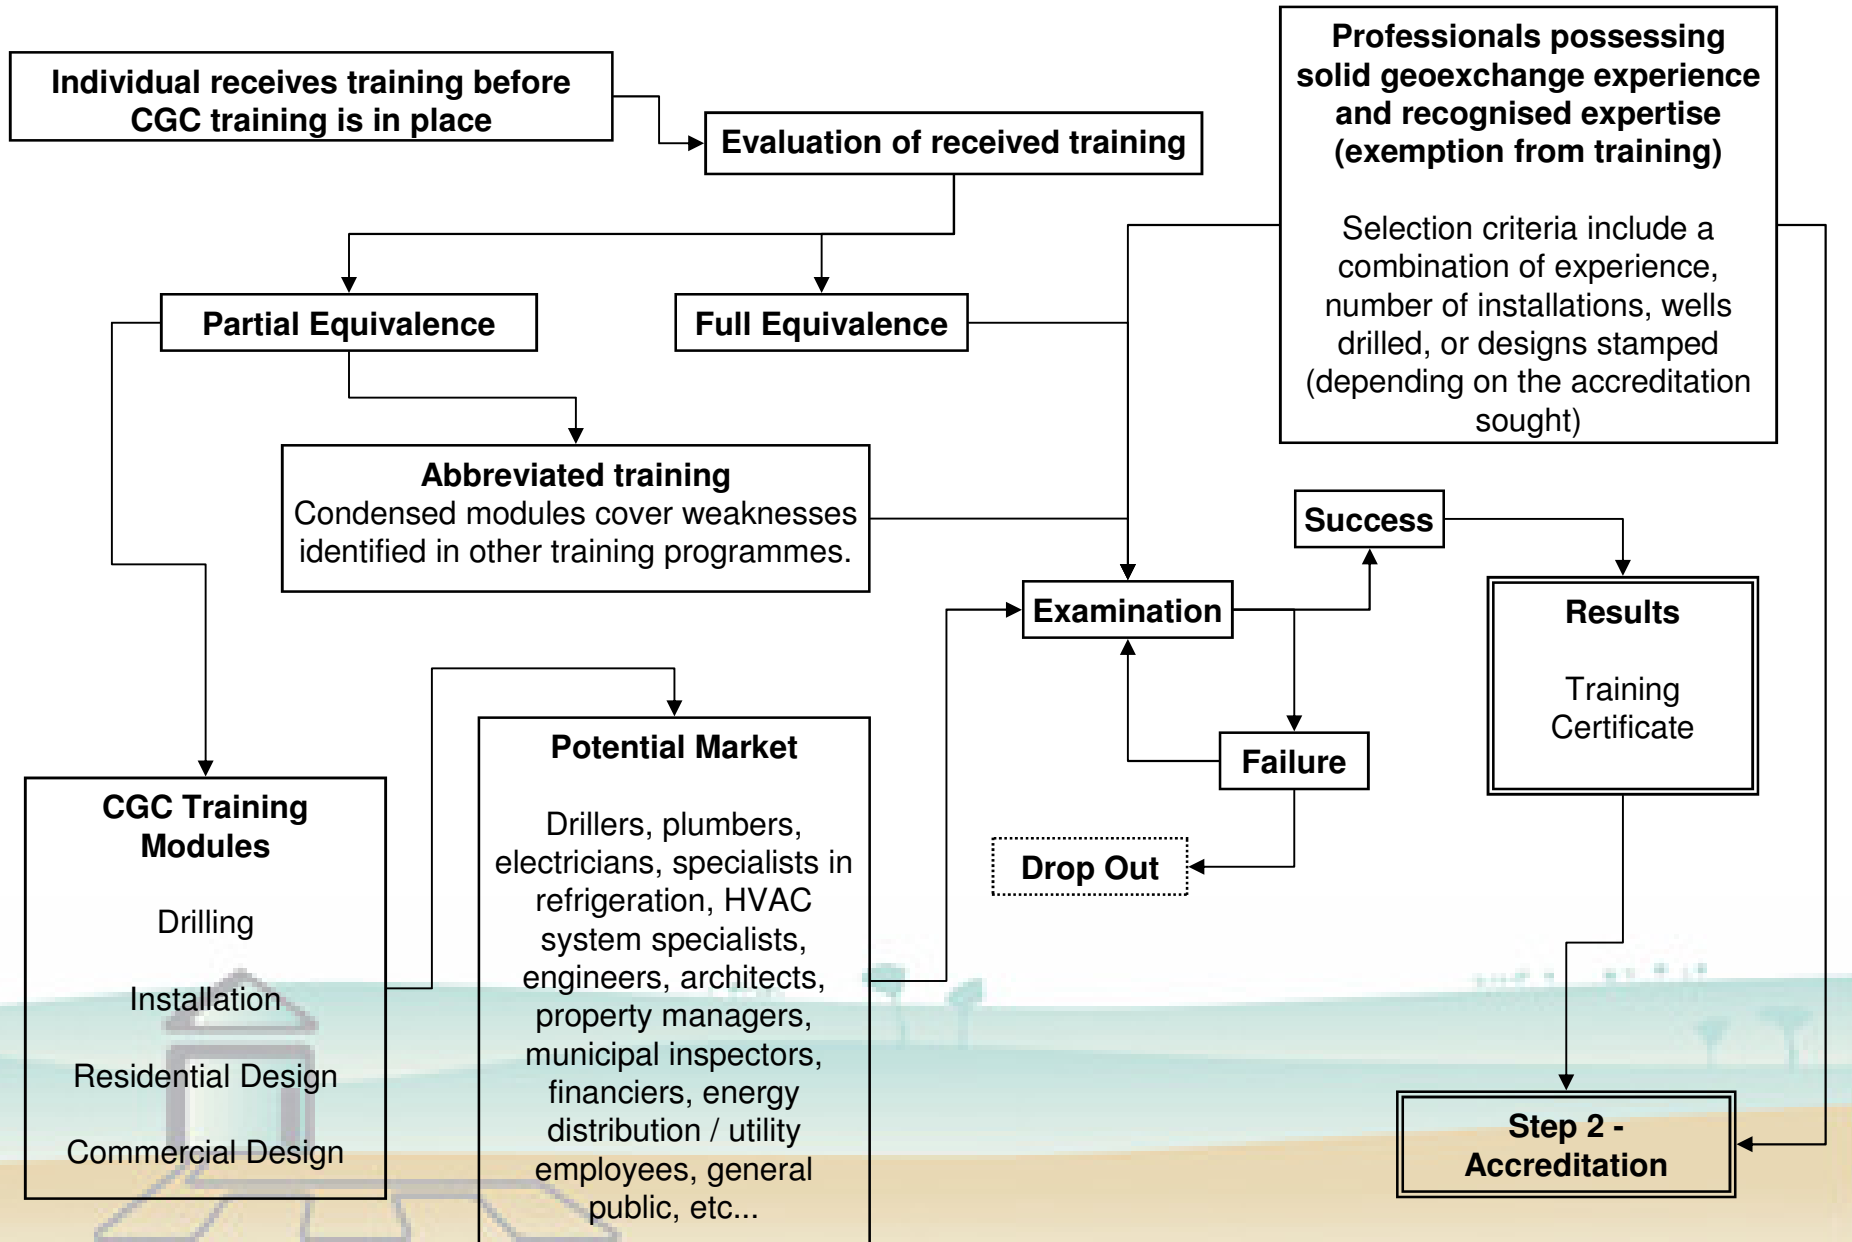 Individual receives training before
CGC training is in place
Evaluation of received training
Professionals possessing
solid geoexchange experience
and recognised expertise
(exemption from training)
Selection criteria include a
combination of experience,
number of installations, wells
drilled, or designs stamped
(depending on the accreditation
sought)
Partial Equivalence
Full Equivalence
Abbreviated training
Condensed modules cover weaknesses
identified in other training programmes.
Success
Examination
Results
Training
Certificate
Failure
Drop Out
CGC Training
Modules
Drilling
Installation
Residential Design
Commercial Design
Potential Market
Drillers, plumbers,
electricians, specialists in
refrigeration, HVAC
system specialists,
engineers, architects,
property managers,
municipal inspectors,
financiers, energy
distribution / utility
employees, general
public, etc...
Step 2 -
Accreditation